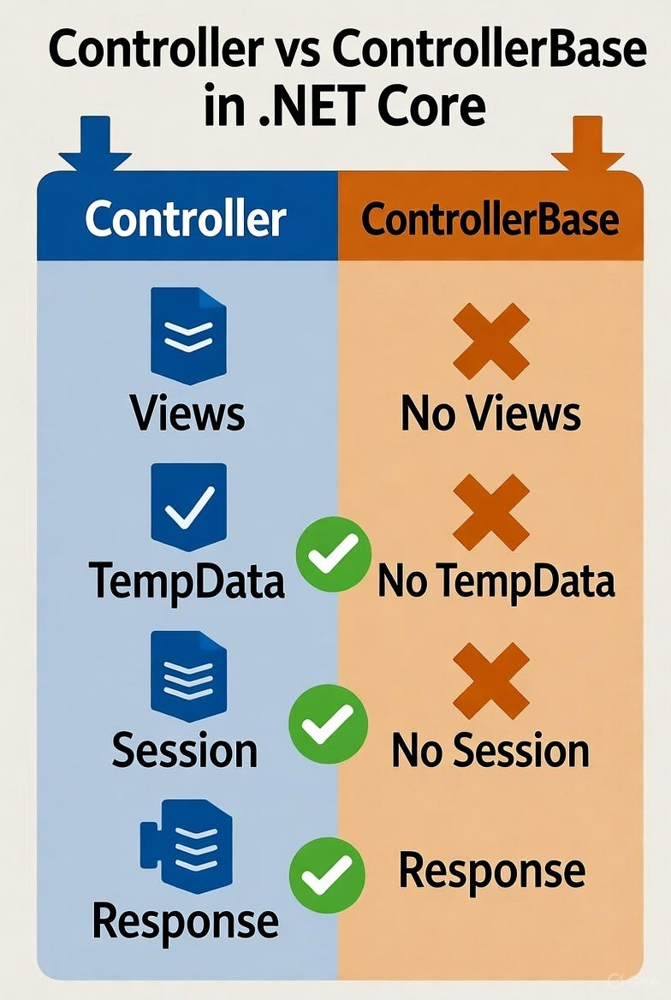 Controller vs ControllerBase
in .NET Core
Controller
ControllerBase
Views
No Views
TempData
No TempData
Session
No Session
Response
Response